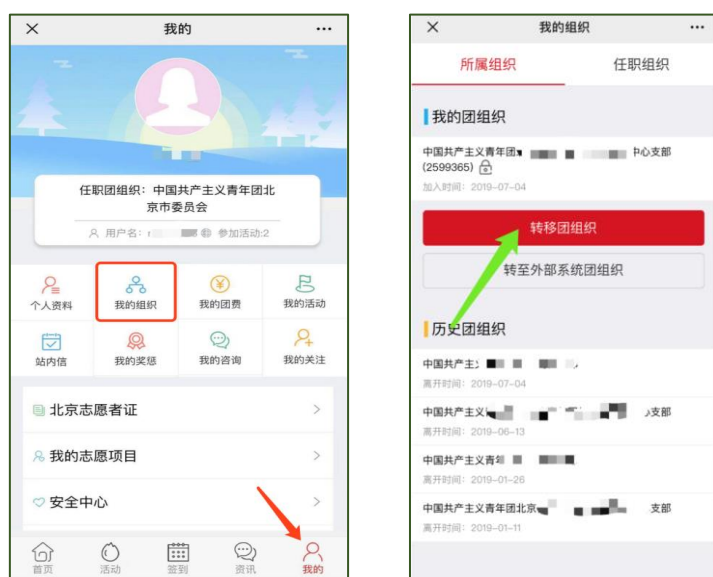 我的
任职团组织：中国共产主义青年团北
京市委员会
用户名： 参加活动:2
个人资料
我的组织
我的团费
我的活动
站内信
我的奖惩
我的咨询
我的关注
北京志愿者证
我的志愿项目
安全中心
首页
活动
签到
资讯
我的
我的组织
所属组织
任职组织
我的团组织
中国共产主义青年团 中心支部
(2599365)
加入时间：2019-07-04
转移团组织
转至外部系统团组织
历史团组织
中国共产主
离开时间：2019-07-04
中国共产主义 支部
离开时间：2019-06-13
中国共产主义青年
离开时间：2019-01-26
中国共产主义青年团北京 支部
离开时间：2019-01-11